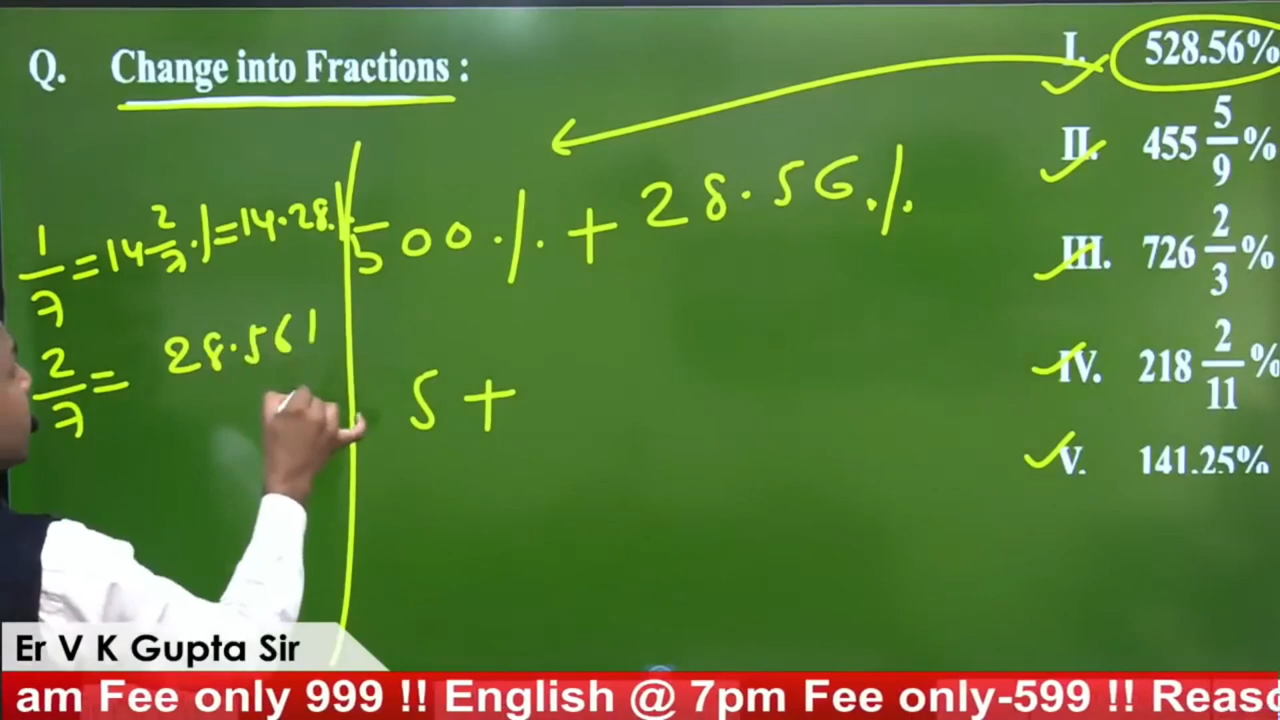 Q. Change into Fractions :
I. 528.56%
II. 455 5/9 %
III. 726 2/3 %
IV. 218 2/11 %
V. 141.25%
1/7 = 14 2/7 % = 14.28%
500% + 28.56%
2/7 = 28.56
5 +
Er V K Gupta Sir
am Fee only 999 !! English @ 7pm Fee only-599 !! Reaso